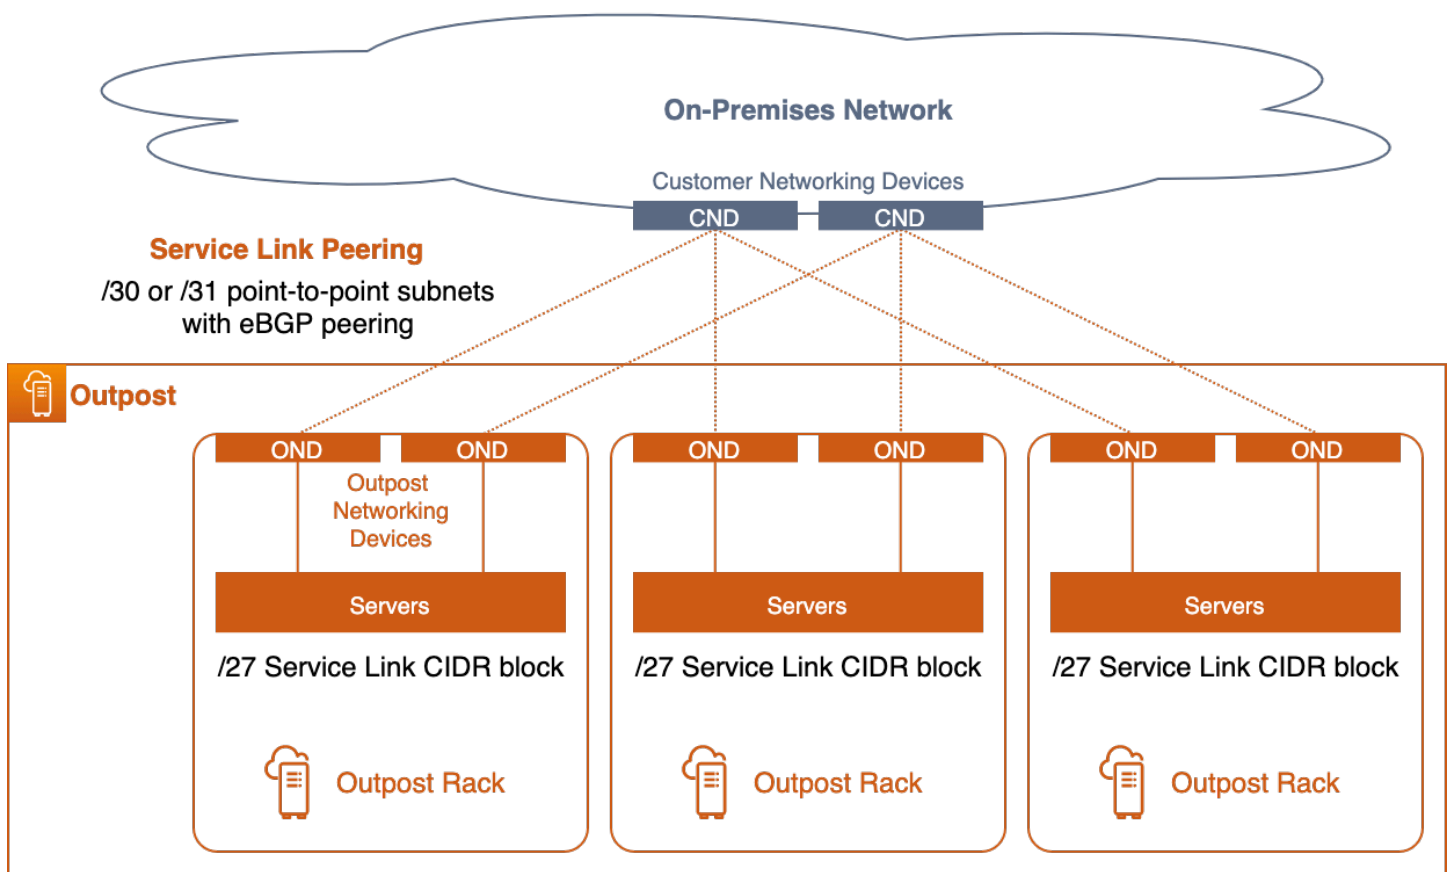 On-Premises Network
Customer Networking Devices
CND CND
Service Link Peering
/30 or /31 point-to-point subnets
with eBGP peering
Outpost
OND OND OND OND OND OND
Outpost
Networking
Devices
Servers Servers Servers
/27 Service Link CIDR block /27 Service Link CIDR block /27 Service Link CIDR block
Outpost Rack Outpost Rack Outpost Rack